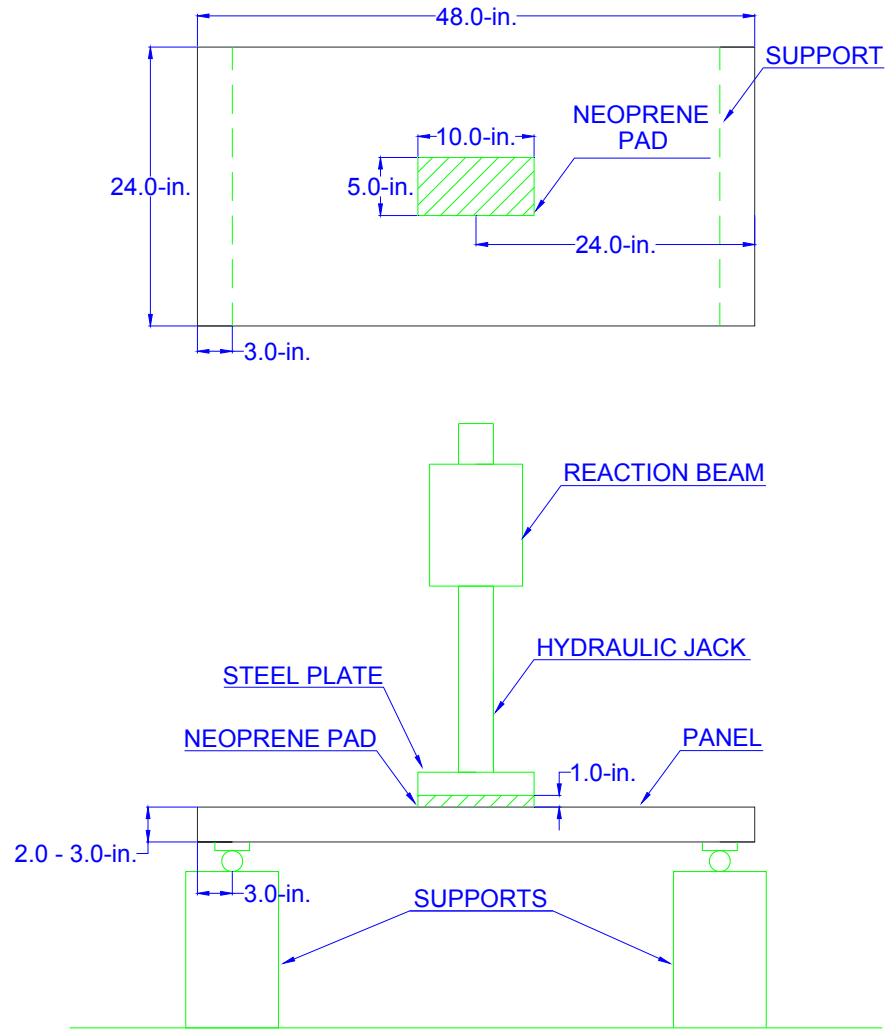 48.0-in.
SUPPORT
NEOPRENE
PAD
10.0-in.
5.0-in.
24.0-in.
24.0-in.
3.0-in.
REACTION BEAM
HYDRAULIC JACK
STEEL PLATE
NEOPRENE PAD
PANEL
1.0-in.
2.0 - 3.0-in.
3.0-in.
SUPPORTS